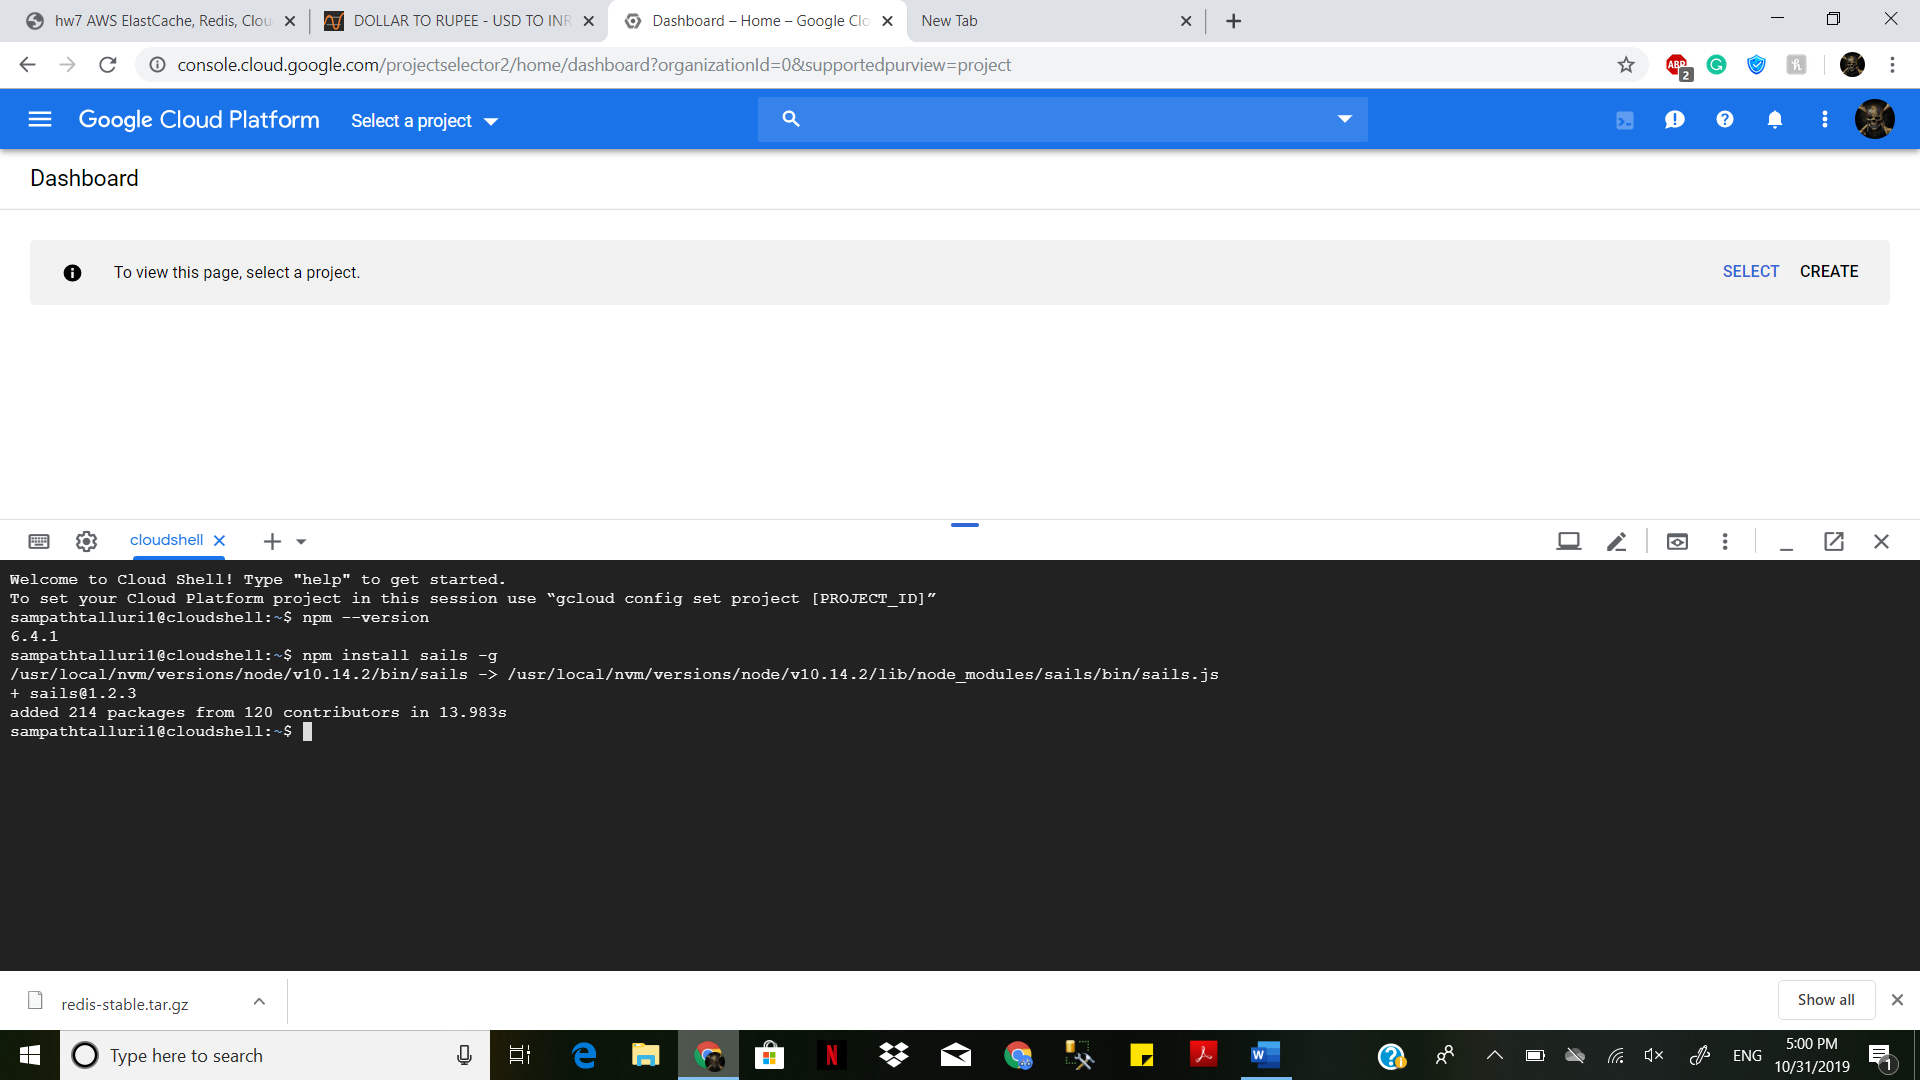 hw7 AWS ElastCache, Redis, Clou
DOLLAR TO RUPEE - USD TO INR
Dashboard – Home – Google Clo
New Tab
console.cloud.google.com/projectselector2/home/dashboard?organizationId=0&supportedpurview=project
ABP
2
Google Cloud Platform
Select a project
Dashboard
To view this page, select a project.
SELECT
CREATE
cloudshell
Welcome to Cloud Shell! Type "help" to get started.
To set your Cloud Platform project in this session use “gcloud config set project [PROJECT_ID]”
sampathtalluri1@cloudshell:~$ npm --version
6.4.1
sampathtalluri1@cloudshell:~$ npm install sails -g
/usr/local/nvm/versions/node/v10.14.2/bin/sails -> /usr/local/nvm/versions/node/v10.14.2/lib/node_modules/sails/bin/sails.js
+ sails@1.2.3
added 214 packages from 120 contributors in 13.983s
sampathtalluri1@cloudshell:~$
redis-stable.tar.gz
Show all
Type here to search
ENG
5:00 PM
10/31/2019
1